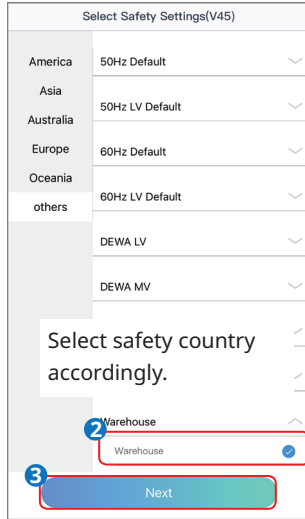 Select Safety Settings(V45)
America
Asia
Australia
Europe
Oceania
others
50Hz Default
50Hz LV Default
60Hz Default
60Hz LV Default
DEWA LV
DEWA MV
Select safety country
accordingly.
Warehouse
2
Warehouse
3
Next